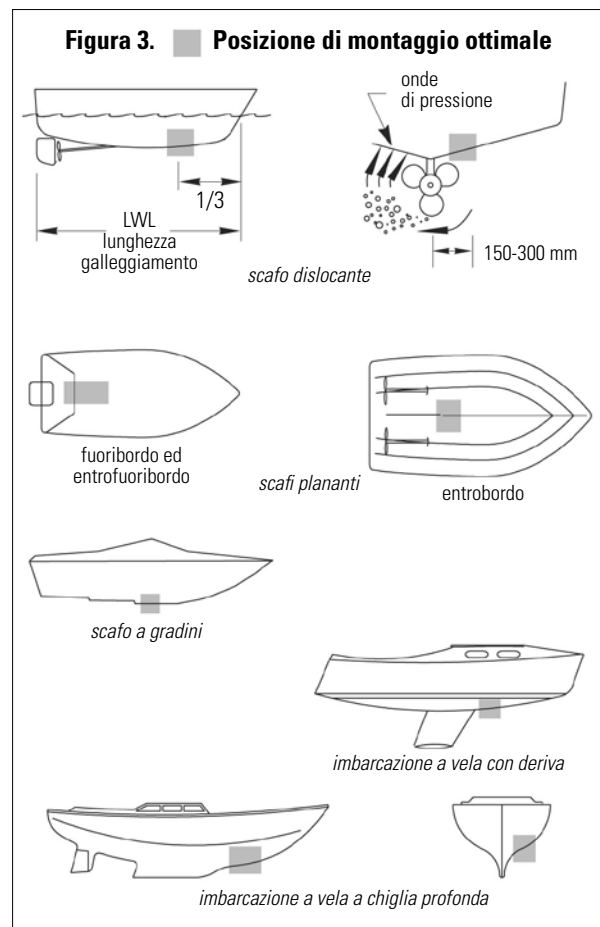 Figura 3. Posizione di montaggio ottimale
onde
di pressione
1/3
LWL
lunghezza
galleggiamento
150-300 mm
scafo dislocante
fuoribordo ed
entrofuoribordo
scafi plananti
entrobordo
scafo a gradini
imbarcazione a vela con deriva
imbarcazione a vela a chiglia profonda